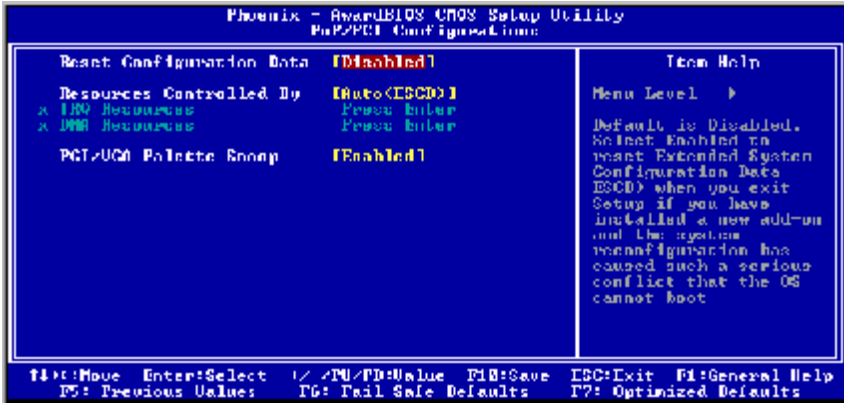 Phoenix - AwardBIOS CMOS Setup Utility
PnP/PCI Configurations
Reset Configuration Data [Disabled]
Resources Controlled By [Auto(ESCD)]
x IRQ Resources Press Enter
x DMA Resources Press Enter
PCI/VGA Palette Snoop [Enabled]
Item Help
Menu Level ▸
Default is Disabled.
Select Enabled to
reset Extended System
Configuration Data
ESCD) when you exit
Setup if you have
installed a new add-on
and the system
reconfiguration has
caused such a serious
conflict that the OS
cannot boot
↑↓→←:Move Enter:Select +/-/PU/PD:Value F10:Save ESC:Exit F1:General Help
F5: Previous Values F6: Fail Safe Defaults F7: Optimized Defaults